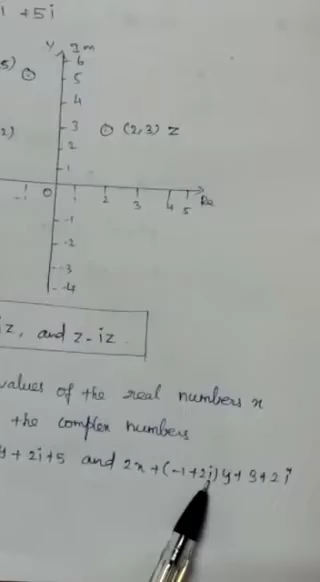 i + 5i
y Im
6
5) 5
4
3 (2,3) z
2) 2
1
-1 0 1 2 3 4 5 Re
-1
-2
-3
-4
iz, and z - iz.
values of the real numbers x
the complex numbers
y + 2i + 5 and 2x + (-1 + 2i) y + 3 + 2i